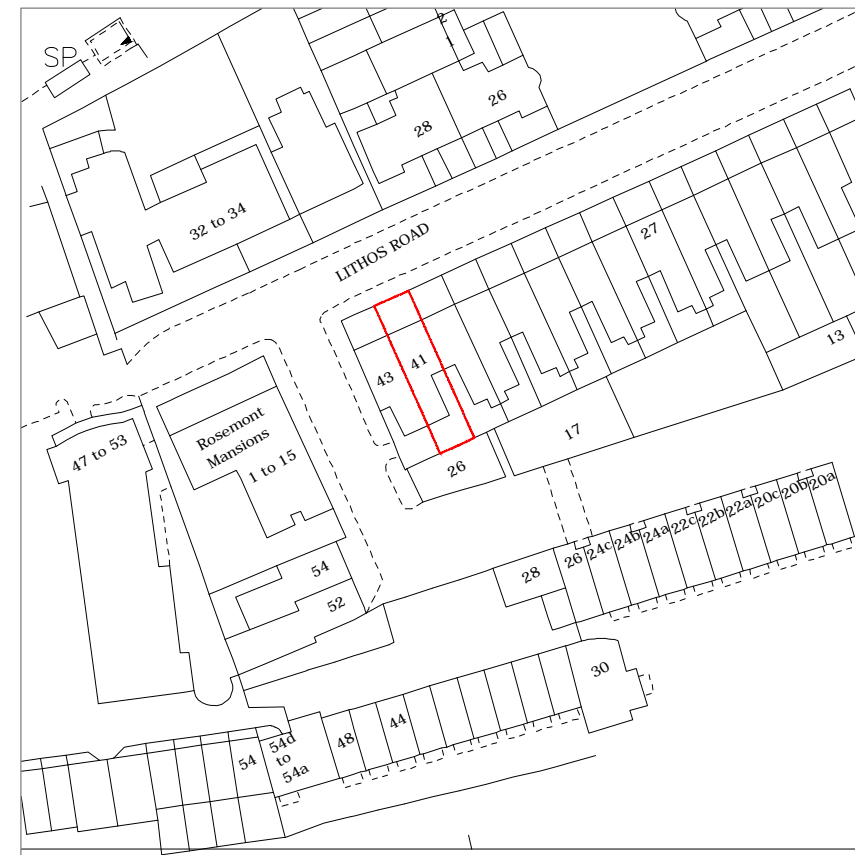 SP
2
1
26
28
32 to 34
LITHOS ROAD
27
13
41
43
Rosemont
Mansions
1 to 15
47 to 53
26
17
20a
20b
20c
22a
22b
22c
24a
24b
24c
26
28
54
52
30
44
48
54d
to
54a
54